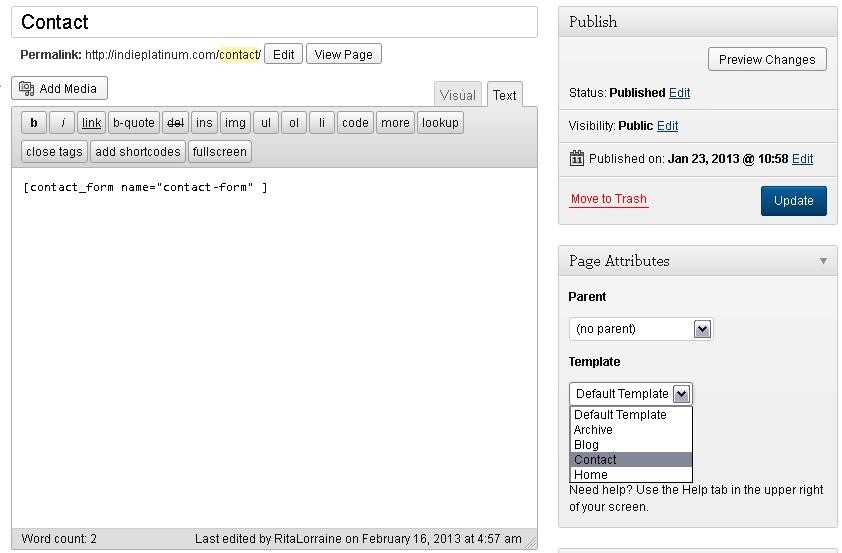 Contact
Permalink: http://indieplatinum.com/contact/ Edit View Page
Add Media
Visual Text
b i link b-quote del ins img ul ol li code more lookup
close tags add shortcodes fullscreen
[contact_form name="contact-form" ]
Word count: 2 Last edited by RitaLorraine on February 16, 2013 at 4:57 am
Publish
Preview Changes
Status: Published Edit
Visibility: Public Edit
11 Published on: Jan 23, 2013 @ 10:58 Edit
Move to Trash Update
Page Attributes
Parent
(no parent)
Template
Default Template
Default Template
Archive
Blog
Contact
Home
Need help? Use the Help tab in the upper right
of your screen.